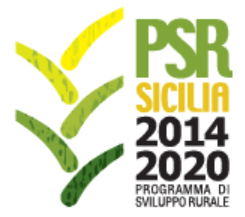 PSR
SICILIA
2014
2020
PROGRAMMA DI
SVILUPPO RURALE